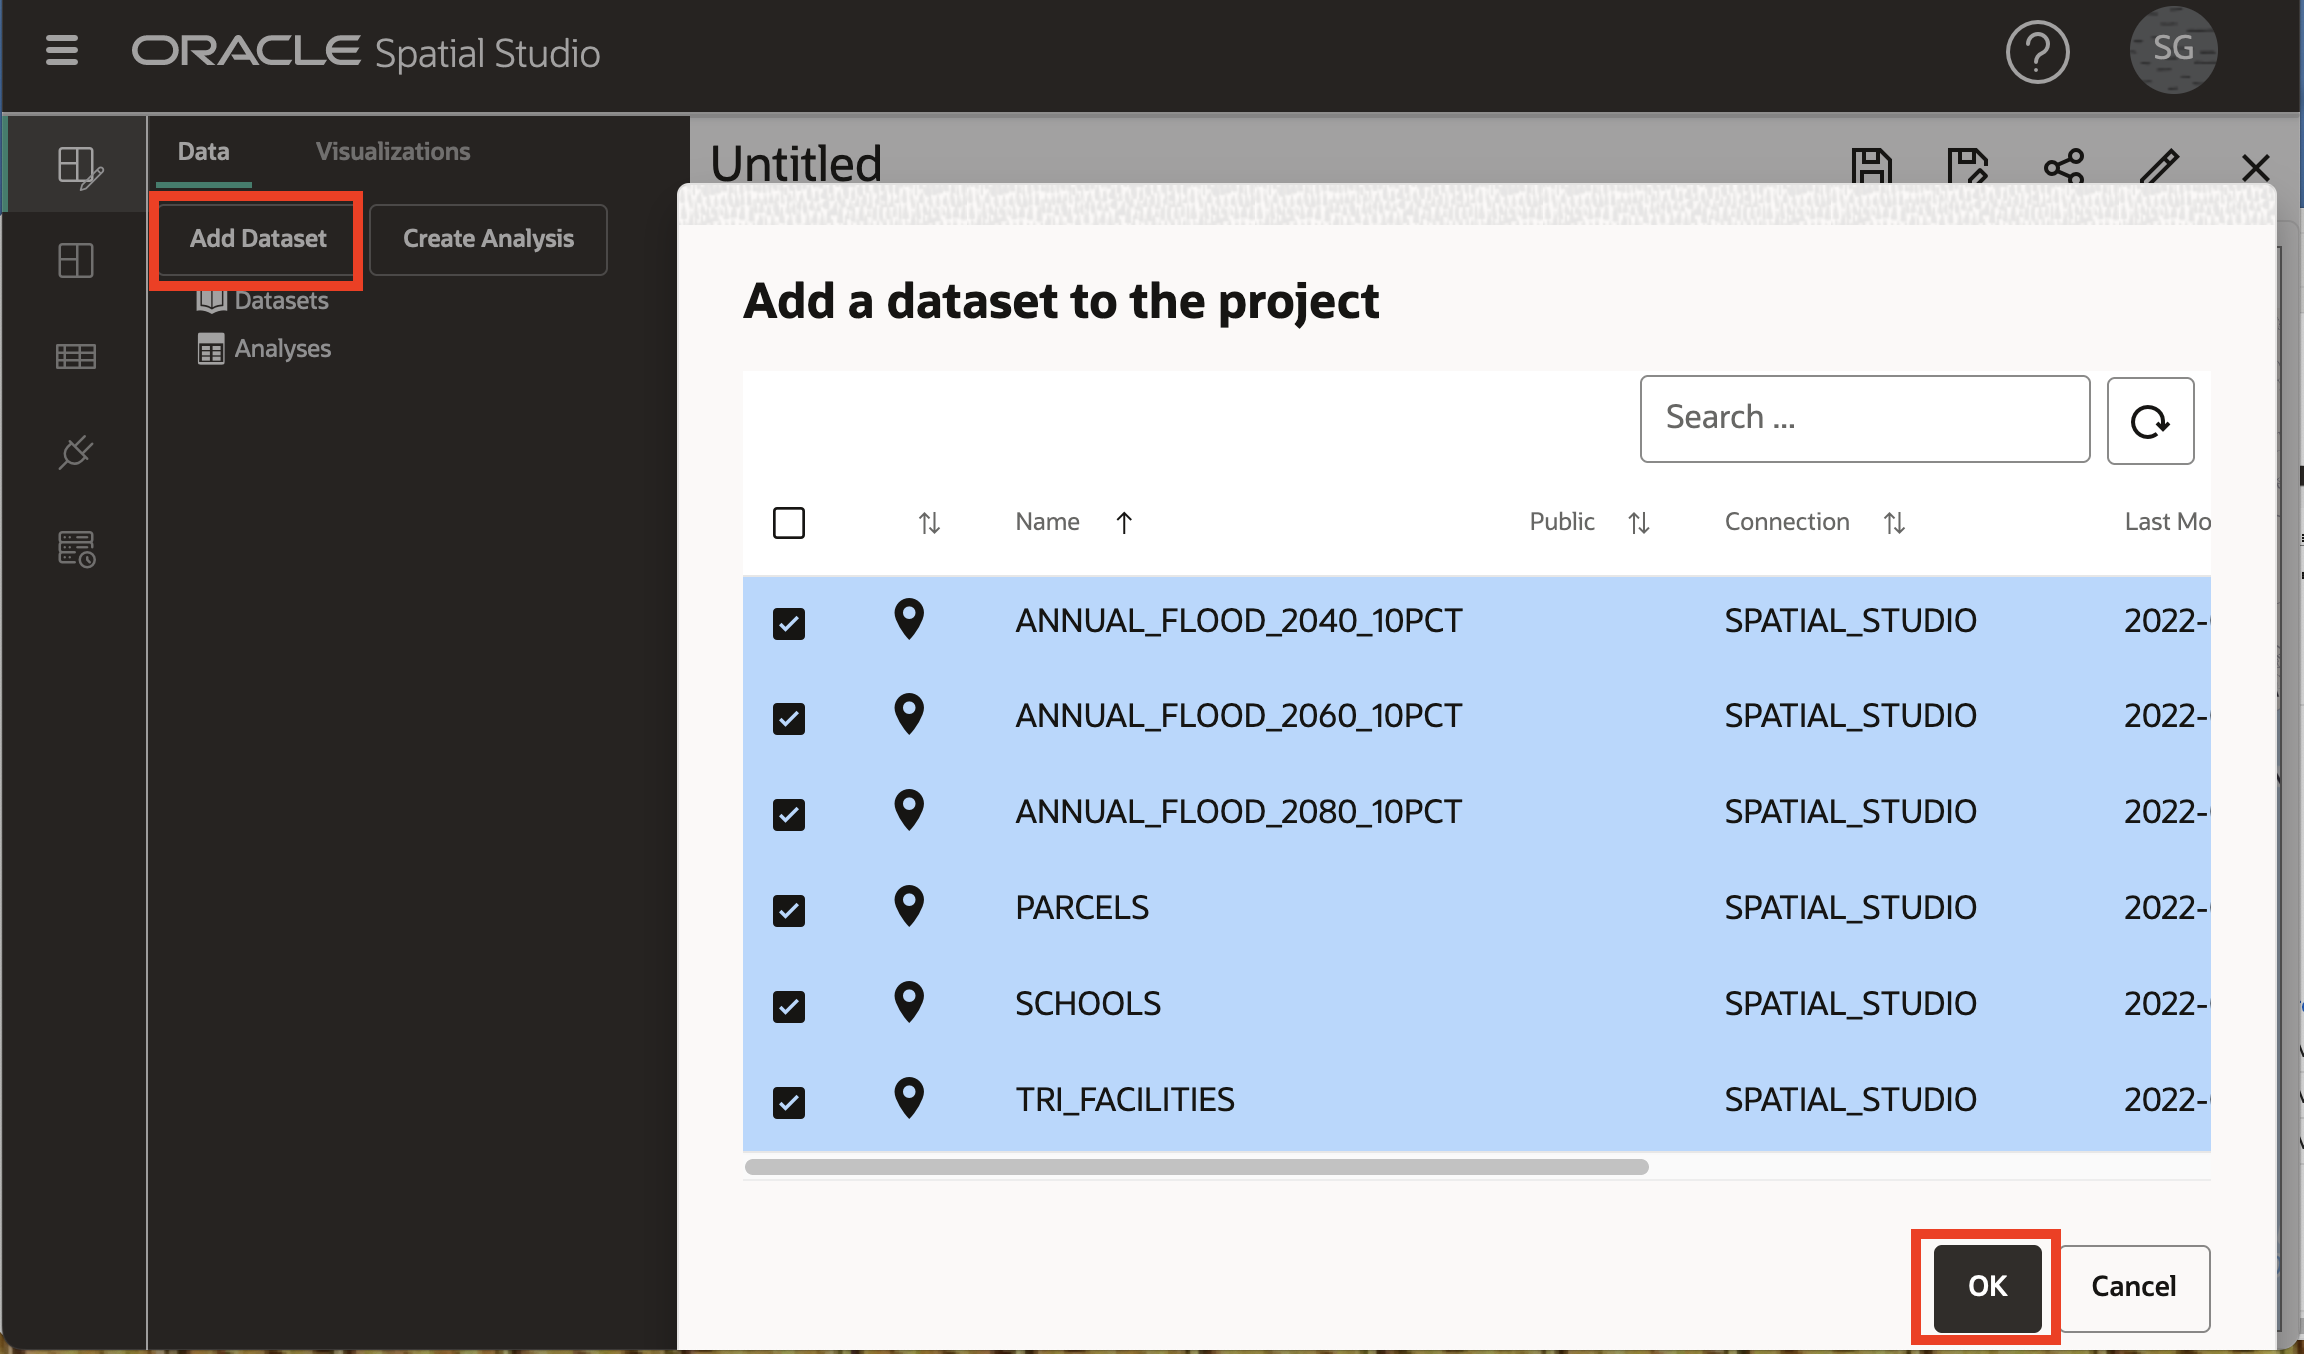 ORACLE Spatial Studio
SG
Data
Visualizations
Untitled
Add Dataset
Create Analysis
Datasets
Analyses
Add a dataset to the project
Search ...
Name
Public
Connection
Last Mo
ANNUAL_FLOOD_2040_10PCT SPATIAL_STUDIO 2022-
ANNUAL_FLOOD_2060_10PCT SPATIAL_STUDIO 2022-
ANNUAL_FLOOD_2080_10PCT SPATIAL_STUDIO 2022-
PARCELS SPATIAL_STUDIO 2022-
SCHOOLS SPATIAL_STUDIO 2022-
TRI_FACILITIES SPATIAL_STUDIO 2022-
OK
Cancel